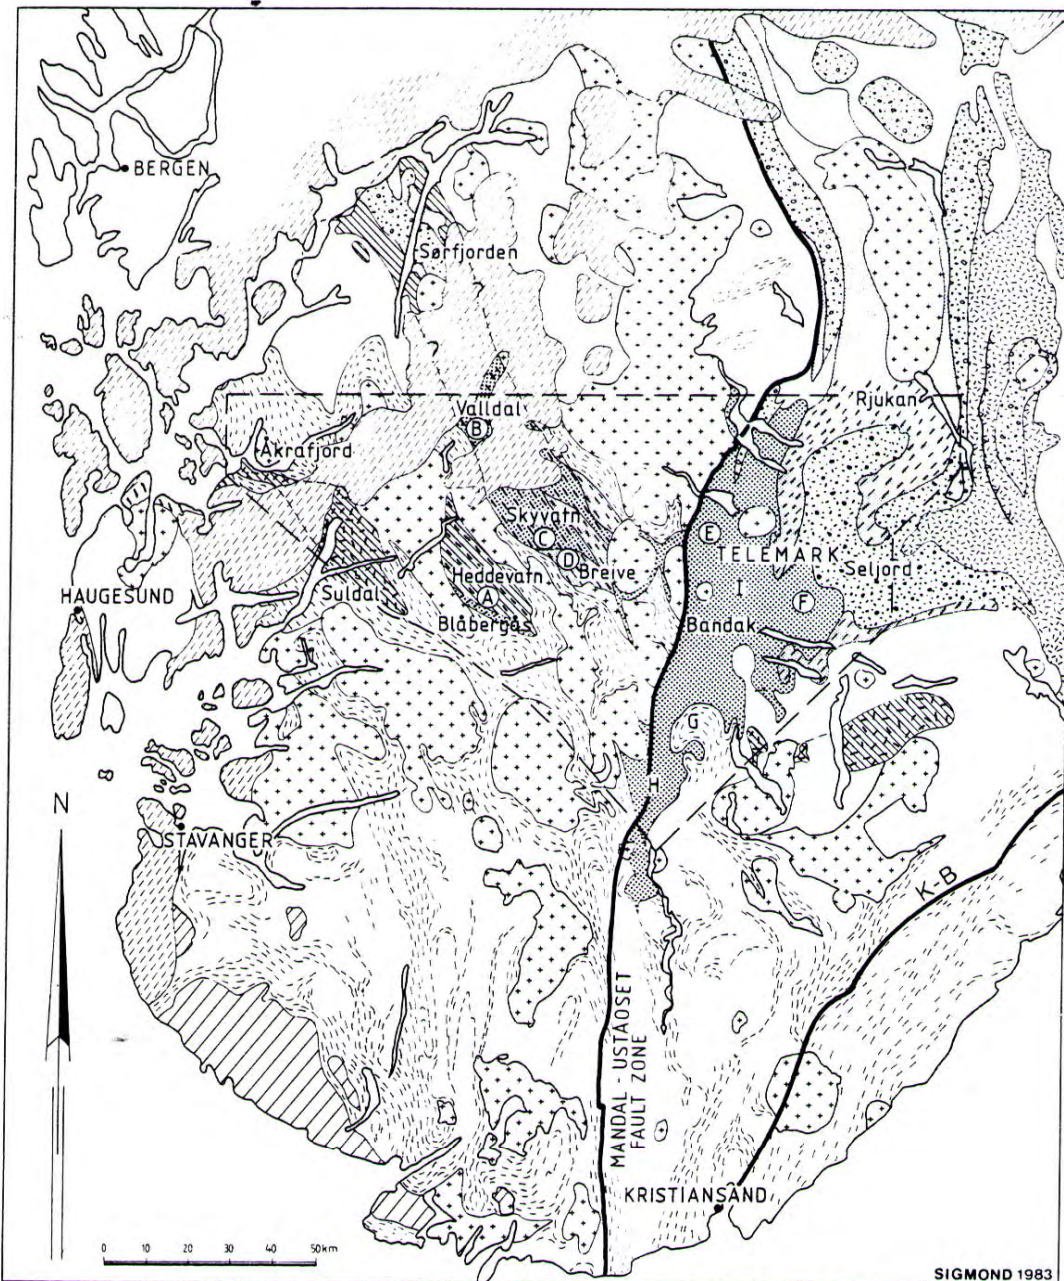 BERGEN
Sørfjorden
Valldal
B
Rjukan
Åkrafjord
Skyvatn
C
E
D
TELEMARK
Breive
Seljord
Heddevatn
A
I
F
HAUGESUND
Suldal
Blåbergås
Bandak
G
H
N
STAVANGER
K-B
MANDAL - USTAOSET
FAULT ZONE
KRISTIANSAND
0 10 20 30 40 50km
SIGMOND 1983